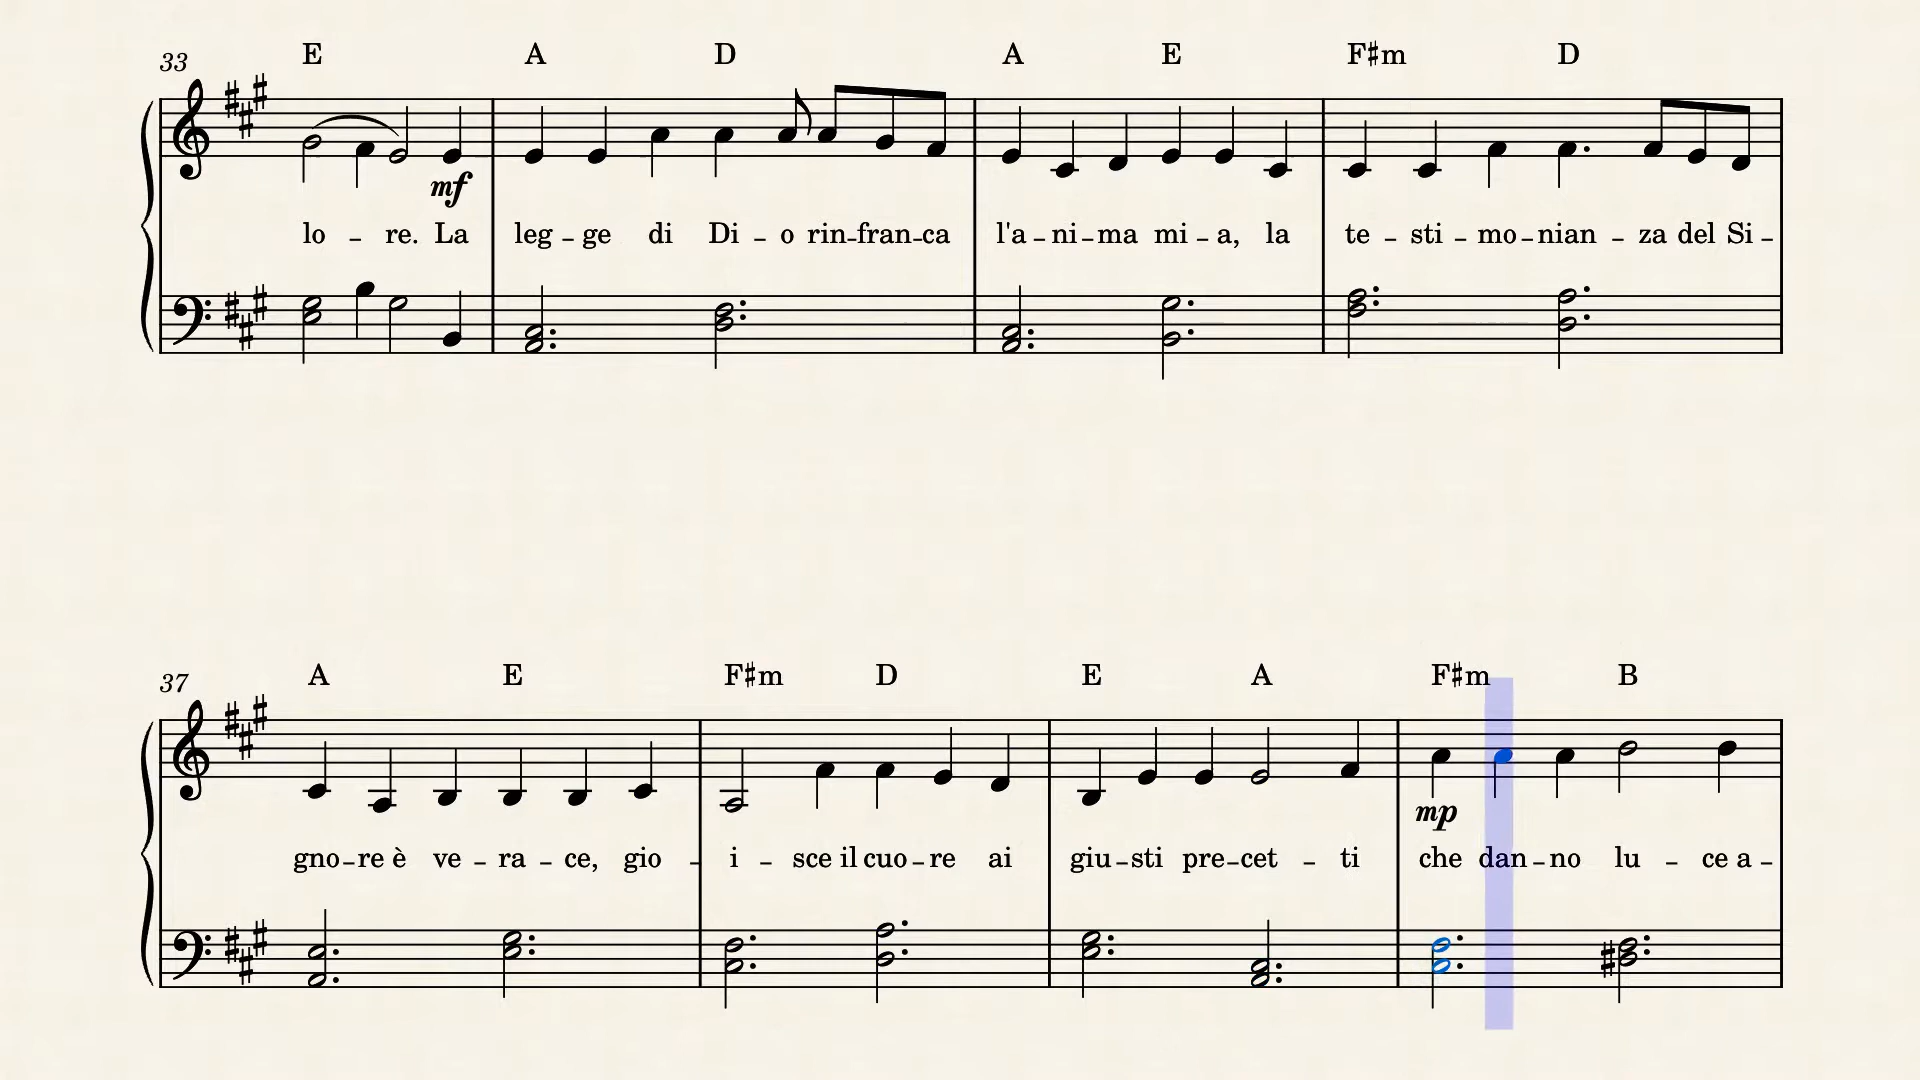 33 E A D A E F♯m D
mf
lo - re. La leg - ge di Di - o rin-fran-ca l'a-ni-ma mi-a, la te - sti - mo-nian - za del Si -
37 A E F♯m D E A F♯m B
mp
gno-re è ve - ra - ce, gio - i - sce il cuo-re ai giu-sti pre-cet - ti che dan-no lu - ce a -